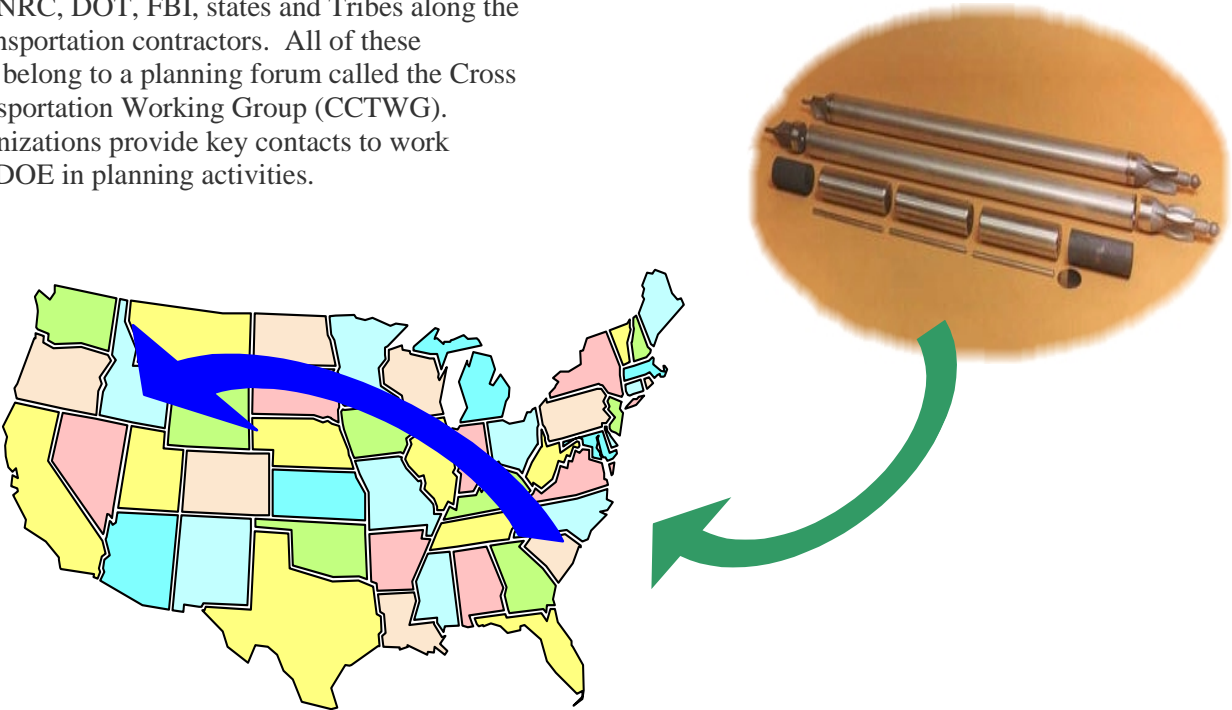 NRC, DOT, FBI, states and Tribes along the
nsportation contractors.  All of these
belong to a planning forum called the Cross
sportation Working Group (CCTWG).
nizations provide key contacts to work
DOE in planning activities.